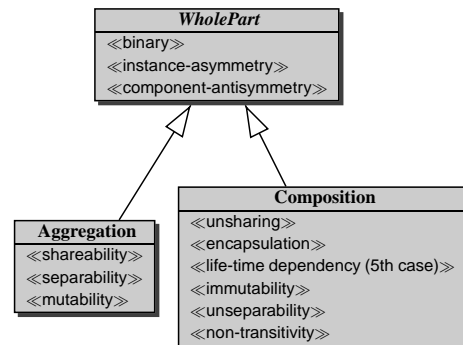 WholePart
≪binary≫
≪instance-asymmetry≫
≪component-antisymmetry≫
Aggregation
≪shareability≫
≪separability≫
≪mutability≫
Composition
≪unsharing≫
≪encapsulation≫
≪life-time dependency (5th case)≫
≪immutability≫
≪unseparability≫
≪non-transitivity≫